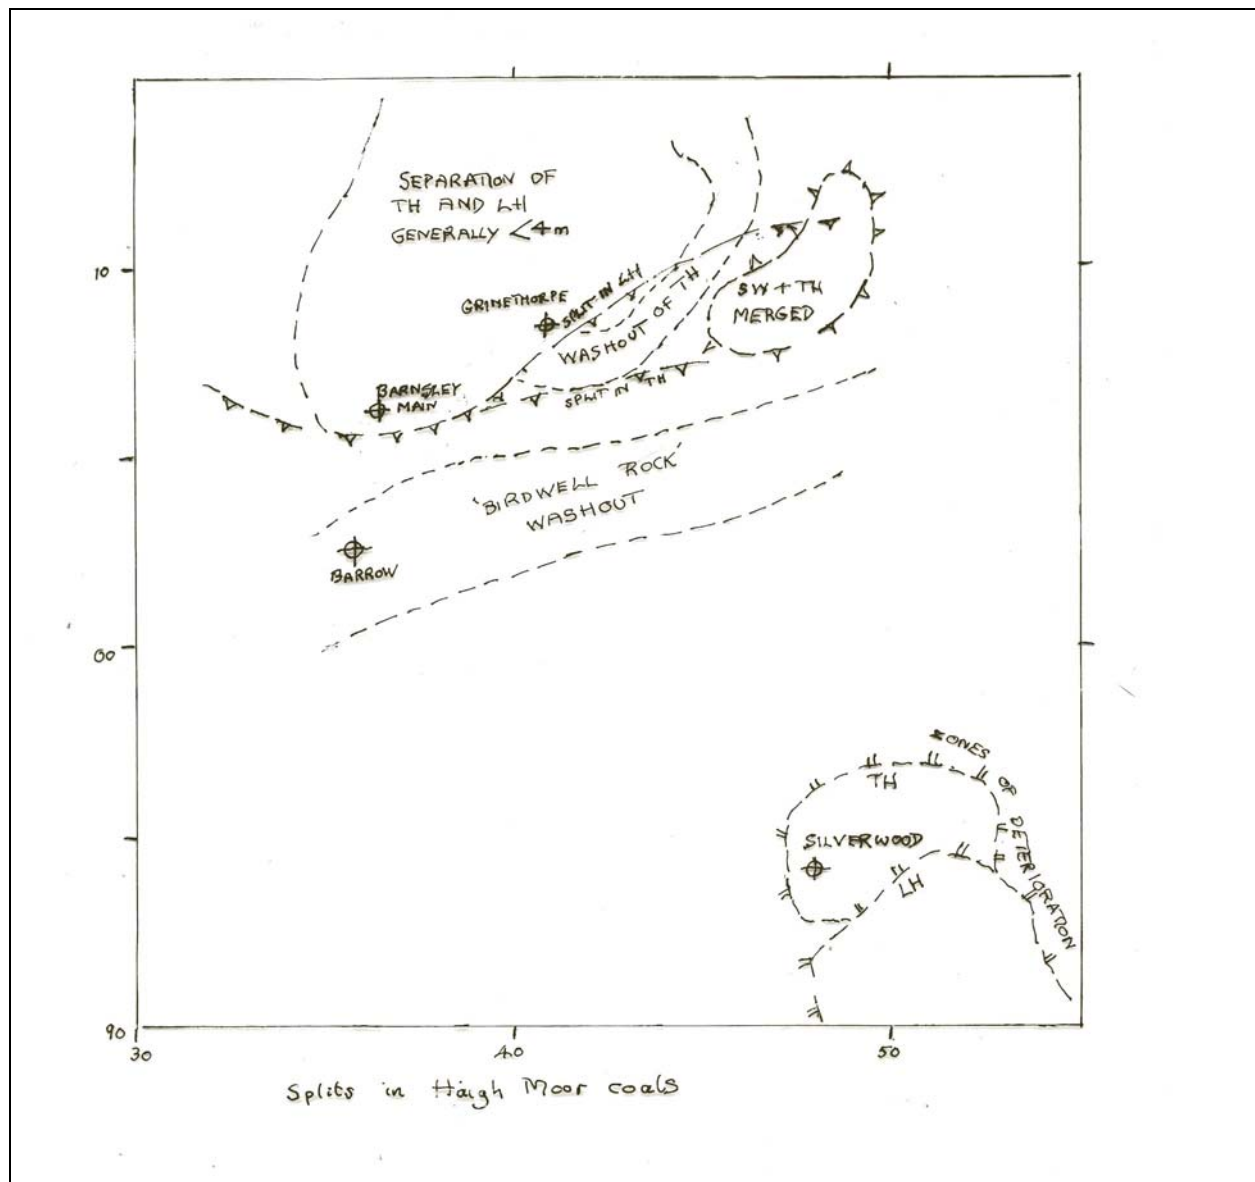 SEPARATION OF
TH AND LH
GENERALLY <4m
10
GRIMETHORPE
SPLIT IN LH
WASHOUT OF TH
SW + TH
MERGED
BARNSLEY
MAIN
SPLIT IN TH
'BIRDWELL ROCK'
WASHOUT
BARROW
00
ZONES OF DETERIORATION
TH
SILVERWOOD
LH
90
30
40
50
Splits in Haigh Moor coals